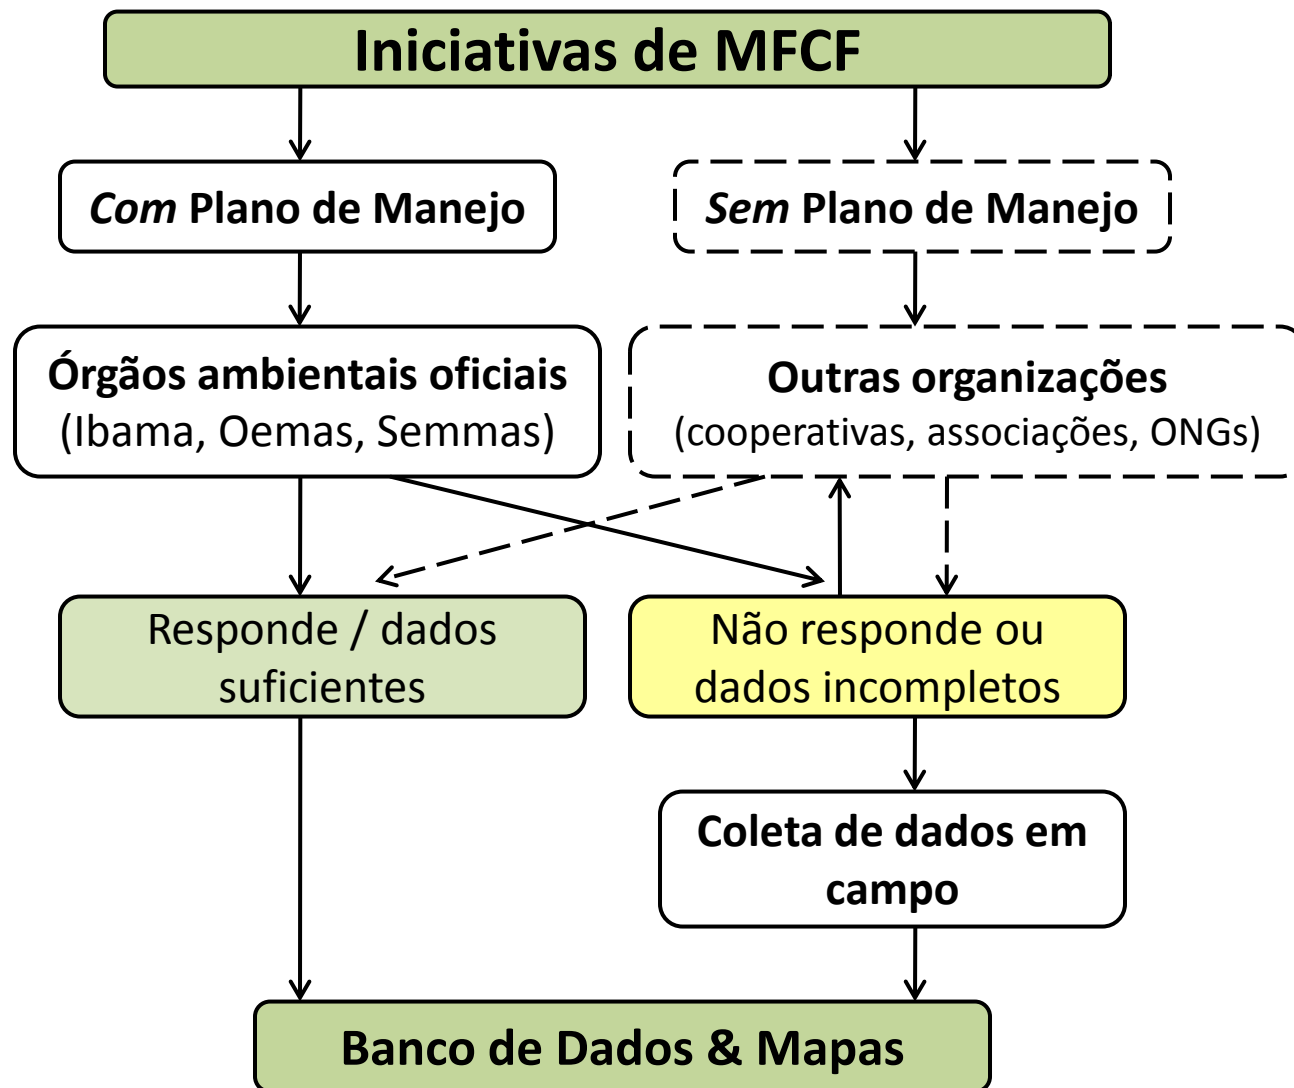 Iniciativas de MFCF
Com Plano de Manejo
Sem Plano de Manejo
Órgãos ambientais oficiais
(Ibama, Oemas, Semmas)
Outras organizações
(cooperativas, associações, ONGs)
Responde / dados
suficientes
Não responde ou
dados incompletos
Coleta de dados em
campo
Banco de Dados & Mapas